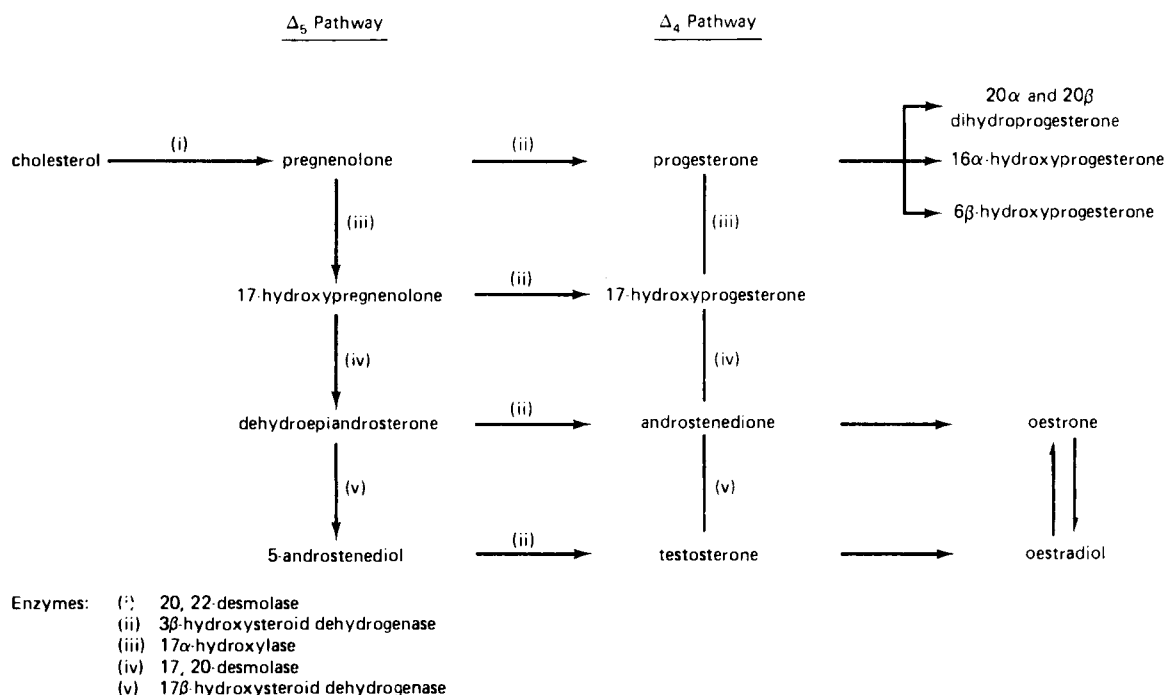 Δ5 Pathway Δ4 Pathway
20α and 20β
dihydroprogesterone
(i) (ii)
cholesterol pregnenolone progesterone 16α-hydroxyprogesterone
6β-hydroxyprogesterone
(iii) (iii)
(ii)
17-hydroxypregnenolone 17-hydroxyprogesterone
(iv) (iv)
(ii)
dehydroepiandrosterone androstenedione oestrone
(v) (v)
(ii)
5-androstenediol testosterone oestradiol
Enzymes: (i) 20, 22-desmolase
(ii) 3β-hydroxysteroid dehydrogenase
(iii) 17α-hydroxylase
(iv) 17, 20-desmolase
(v) 17β-hydroxysteroid dehydrogenase